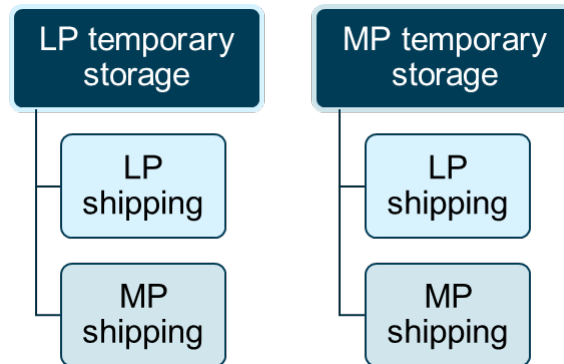 LP temporary
storage
LP
shipping
MP
shipping
MP temporary
storage
LP
shipping
MP
shipping